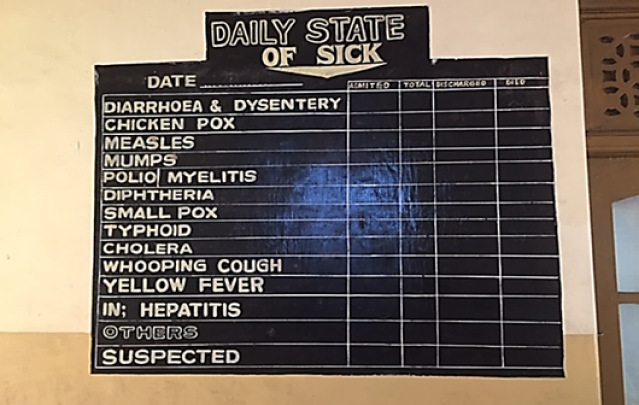 DAILY STATE
OF SICK
DATE ....................
ADMITED TOTAL DISCHARGED DIED
DIARRHOEA & DYSENTERY
CHICKEN POX
MEASLES
MUMPS
POLIO MYELITIS
DIPHTHERIA
SMALL POX
TYPHOID
CHOLERA
WHOOPING COUGH
YELLOW FEVER
IN; HEPATITIS
OTHERS
SUSPECTED